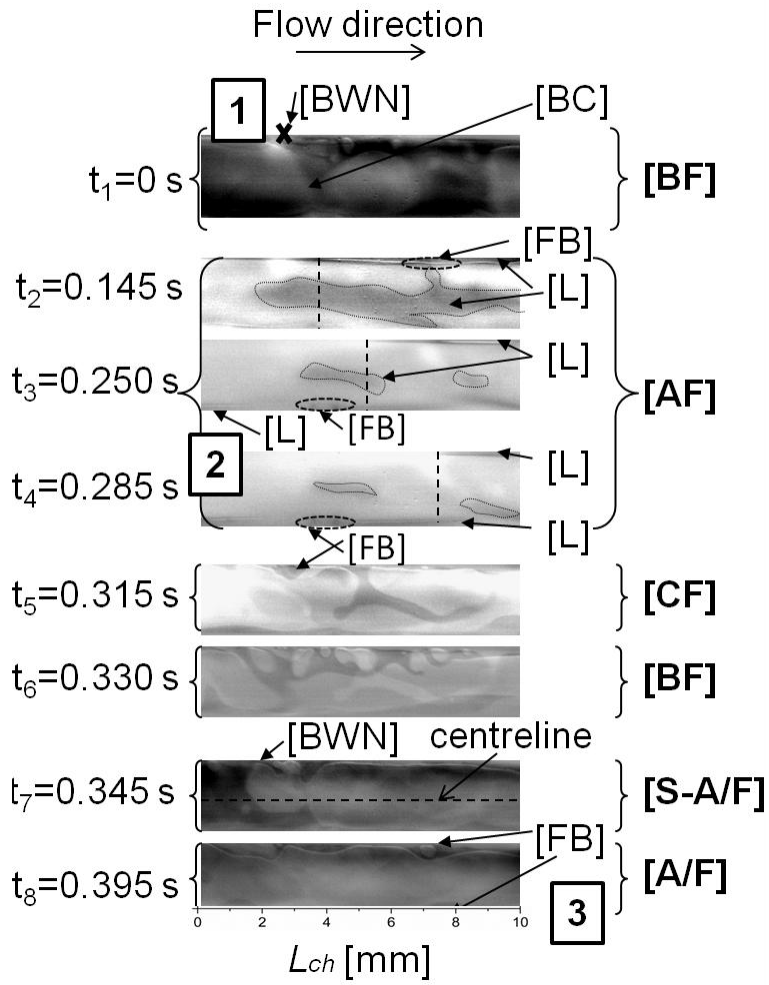 Flow direction
1
[BWN]
[BC]
t1=0 s
[BF]
[FB]
t2=0.145 s
[L]
t3=0.250 s
[L]
[AF]
[L]
[FB]
2
t4=0.285 s
[L]
[L]
[FB]
t5=0.315 s
[CF]
t6=0.330 s
[BF]
[BWN]
centreline
t7=0.345 s
[S-A/F]
[FB]
t8=0.395 s
[A/F]
3
0 2 4 6 8 10
Lch [mm]